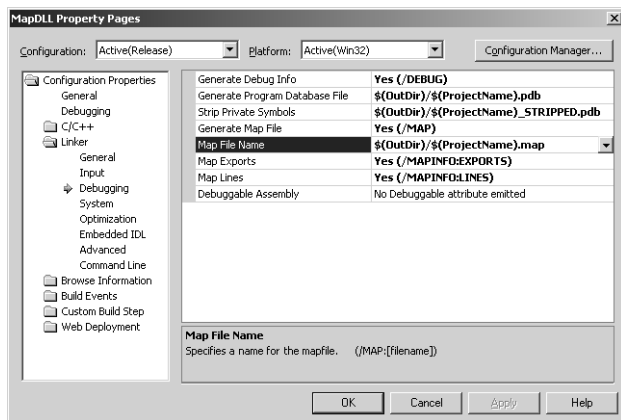 MapDLL Property Pages
Configuration: Active(Release) Platform: Active(Win32) Configuration Manager...
Configuration Properties
General
Debugging
C/C++
Linker
General
Input
Debugging
System
Optimization
Embedded IDL
Advanced
Command Line
Browse Information
Build Events
Custom Build Step
Web Deployment
Generate Debug Info Yes (/DEBUG)
Generate Program Database File $(OutDir)/$(ProjectName).pdb
Strip Private Symbols $(OutDir)/$(ProjectName)_STRIPPED.pdb
Generate Map File Yes (/MAP)
Map File Name $(OutDir)/$(ProjectName).map
Map Exports Yes (/MAPINFO:EXPORTS)
Map Lines Yes (/MAPINFO:LINES)
Debuggable Assembly No Debuggable attribute emitted
Map File Name
Specifies a name for the mapfile. (/MAP:[filename])
OK Cancel Apply Help